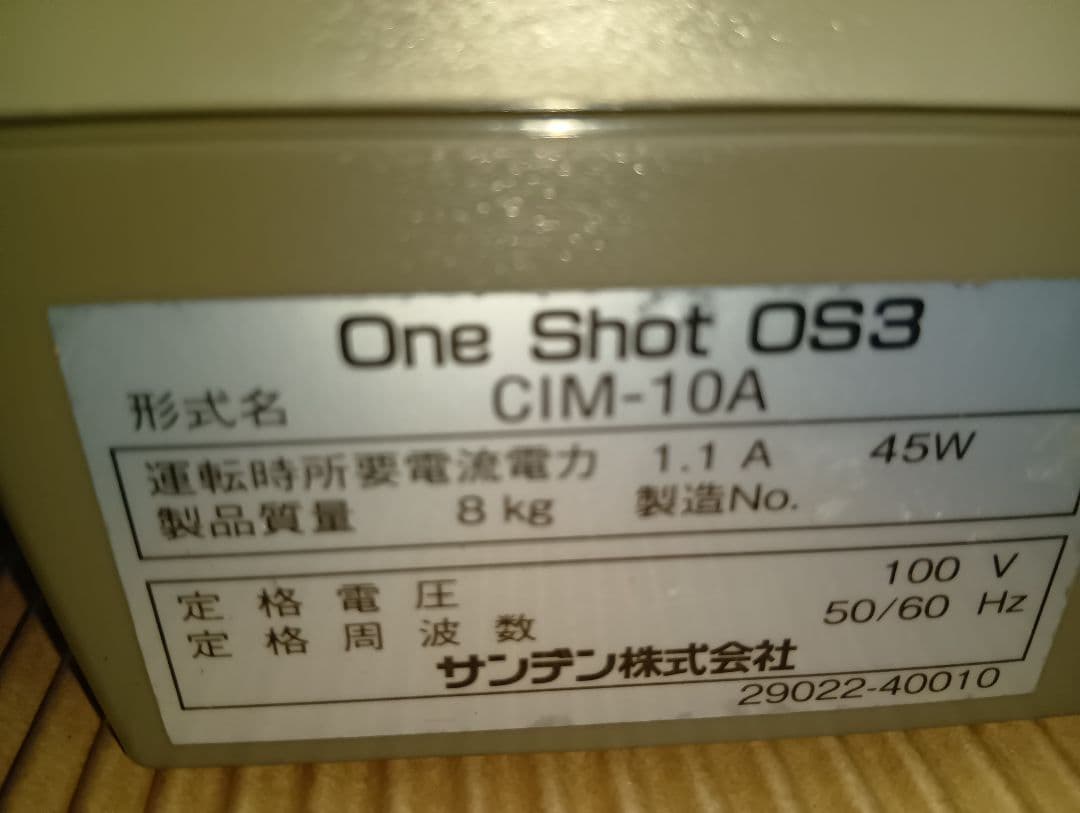 One Shot OS3
形式名 CIM-10A
運転時所要電流電力 1.1 A 45W
製品質量 8 kg 製造No.
定格電圧 100 V
定格周波数 50/60 Hz
サンデン株式会社
29022-40010